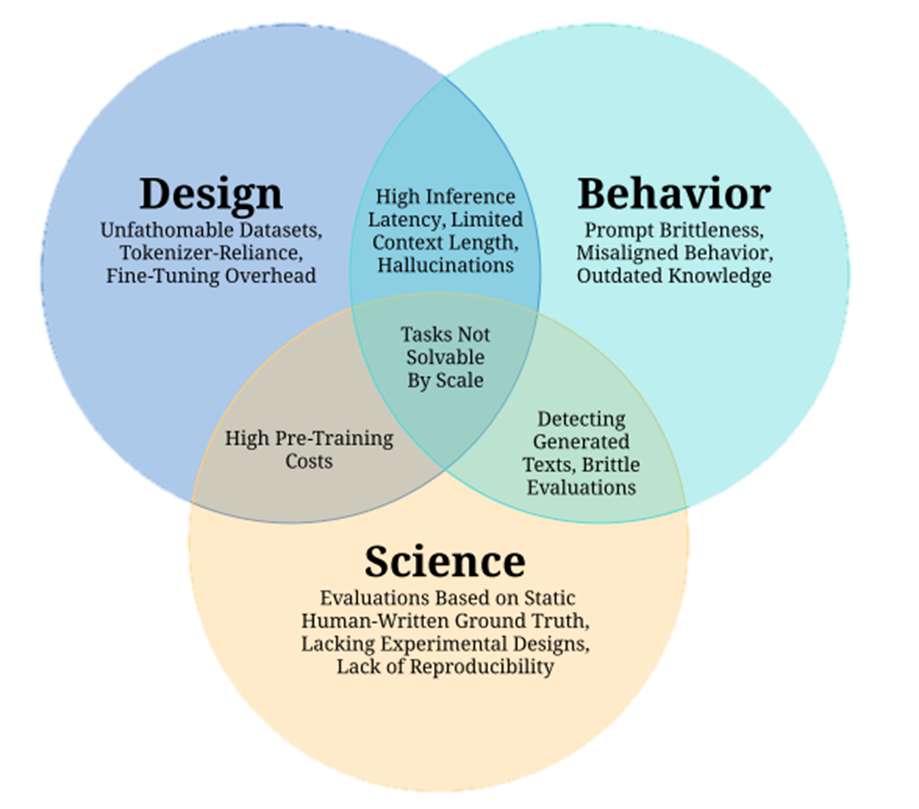 Design
Unfathomable Datasets,
Tokenizer-Reliance,
Fine-Tuning Overhead
High Inference
Latency, Limited
Context Length,
Hallucinations
Behavior
Prompt Brittleness,
Misaligned Behavior,
Outdated Knowledge
Tasks Not
Solvable
By Scale
High Pre-Training
Costs
Detecting
Generated
Texts, Brittle
Evaluations
Science
Evaluations Based on Static
Human-Written Ground Truth,
Lacking Experimental Designs,
Lack of Reproducibility